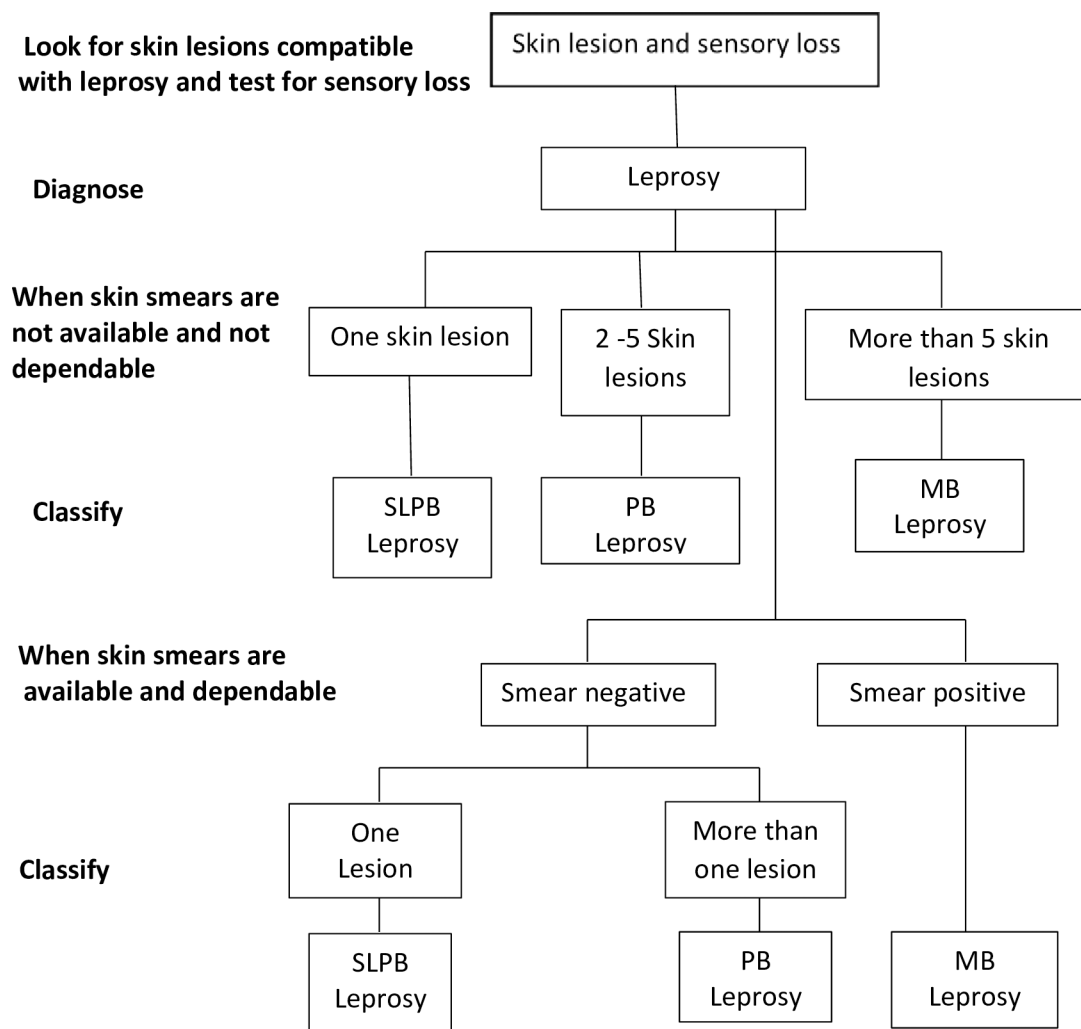 Look for skin lesions compatible
with leprosy and test for sensory loss
Skin lesion and sensory loss
Diagnose
Leprosy
When skin smears are
not available and not
dependable
One skin lesion
2 -5 Skin
lesions
More than 5 skin
lesions
Classify
SLPB
Leprosy
PB
Leprosy
MB
Leprosy
When skin smears are
available and dependable
Smear negative
Smear positive
Classify
One
Lesion
More than
one lesion
SLPB
Leprosy
PB
Leprosy
MB
Leprosy